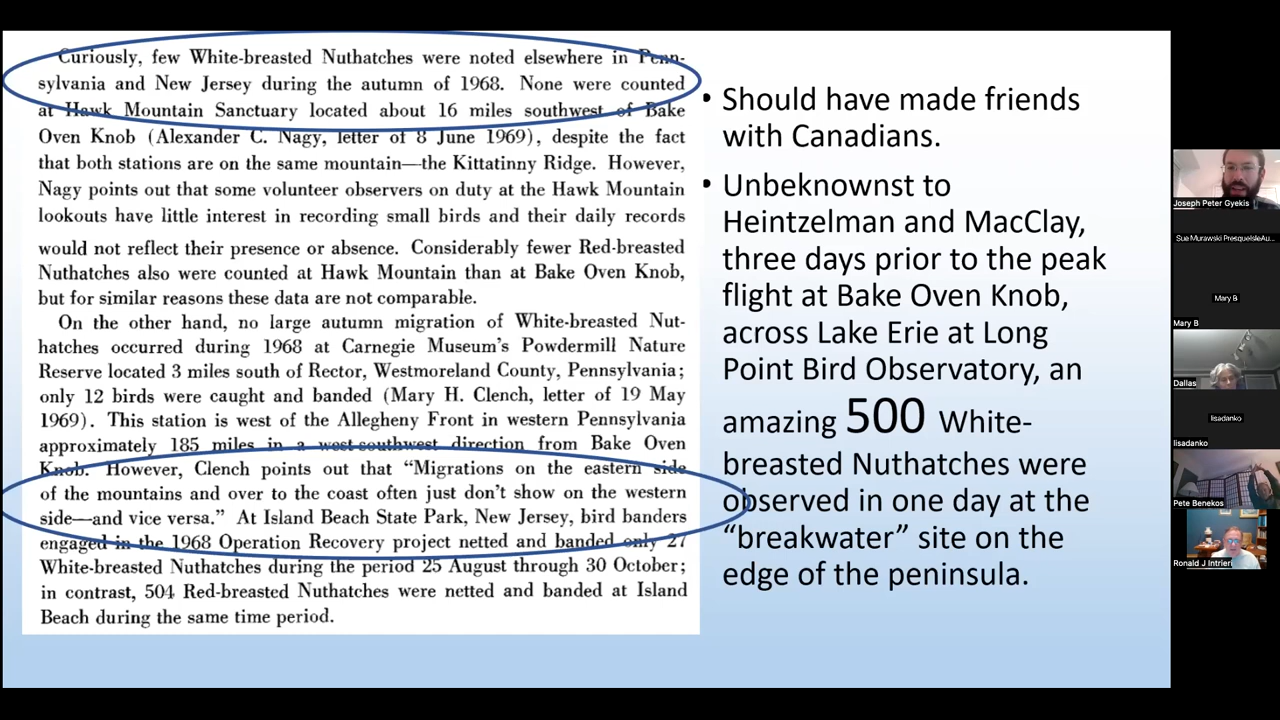 Curiously, few White-breasted Nuthatches were noted elsewhere in Penn-
sylvania and New Jersey during the autumn of 1968. None were counted
at Hawk Mountain Sanctuary located about 16 miles southwest of Bake
Oven Knob (Alexander C. Nagy, letter of 8 June 1969), despite the fact
that both stations are on the same mountain—the Kittatinny Ridge. However,
Nagy points out that some volunteer observers on duty at the Hawk Mountain
lookouts have little interest in recording small birds and their daily records
would not reflect their presence or absence. Considerably fewer Red-breasted
Nuthatches also were counted at Hawk Mountain than at Bake Oven Knob,
but for similar reasons these data are not comparable.
On the other hand, no large autumn migration of White-breasted Nut-
hatches occurred during 1968 at Carnegie Museum's Powdermill Nature
Reserve located 3 miles south of Rector, Westmoreland County, Pennsylvania;
only 12 birds were caught and banded (Mary H. Clench, letter of 19 May
1969). This station is west of the Allegheny Front in western Pennsylvania
approximately 185 miles in a west-southwest direction from Bake Oven
Knob. However, Clench points out that “Migrations on the eastern side
of the mountains and over to the coast often just don't show on the western
side—and vice versa.” At Island Beach State Park, New Jersey, bird banders
engaged in the 1968 Operation Recovery project netted and banded only 27
White-breasted Nuthatches during the period 25 August through 30 October;
in contrast, 504 Red-breasted Nuthatches were netted and banded at Island
Beach during the same time period.
• Should have made friends
with Canadians.
• Unbeknownst to
Heintzelman and MacClay,
three days prior to the peak
flight at Bake Oven Knob,
across Lake Erie at Long
Point Bird Observatory, an
amazing 500 White-
breasted Nuthatches were
observed in one day at the
“breakwater” site on the
edge of the peninsula.
Joseph Peter Gyekis
Sue Murawski PresqueIsleAu...
Mary B
Mary B
Dallas
lisadanko
lisadanko
Pete Benekos
Ronald J Intrieri